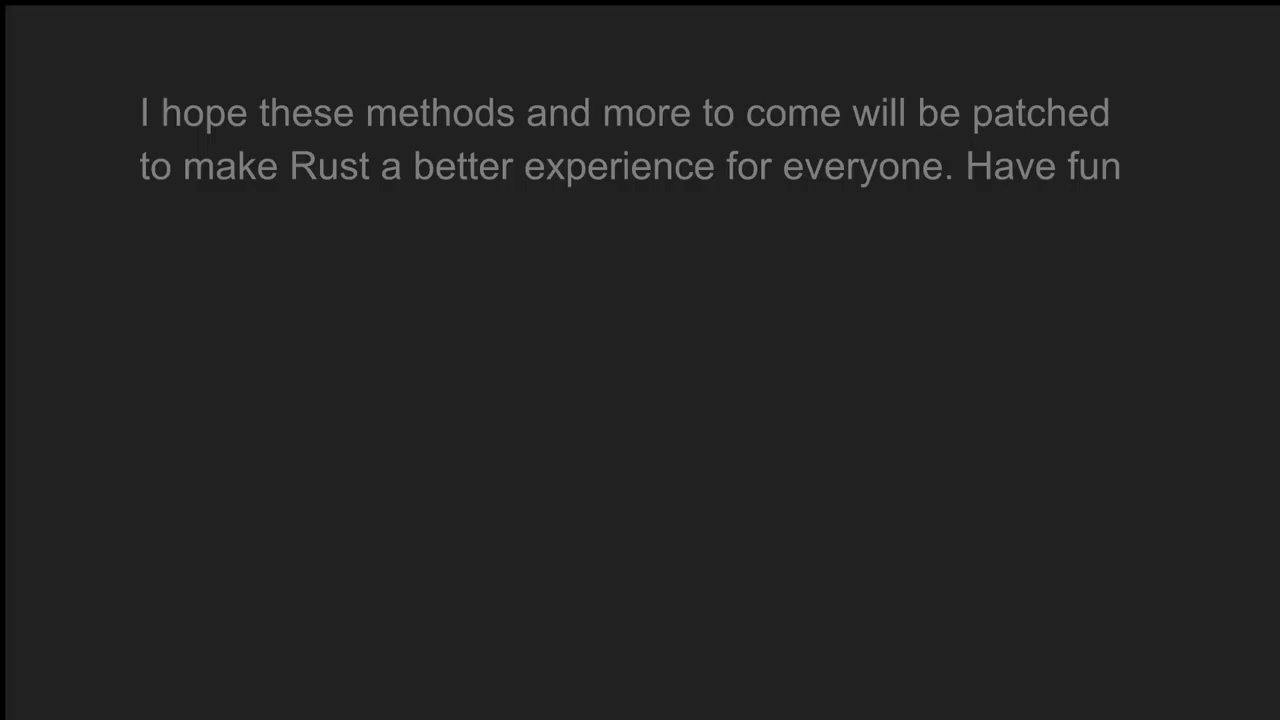 I hope these methods and more to come will be patched
to make Rust a better experience for everyone. Have fun